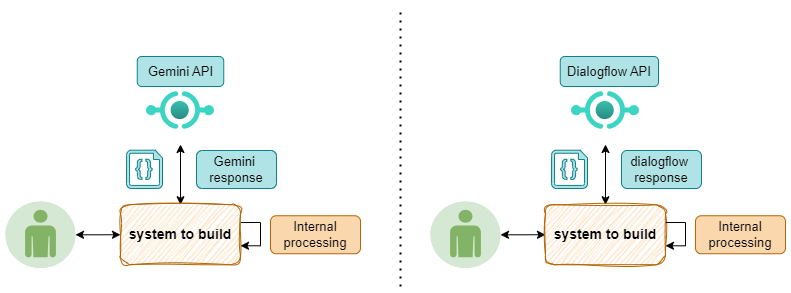 Gemini API
{}
Gemini
response
system to build
Internal
processing
Dialogflow API
{}
dialogflow
response
system to build
Internal
processing